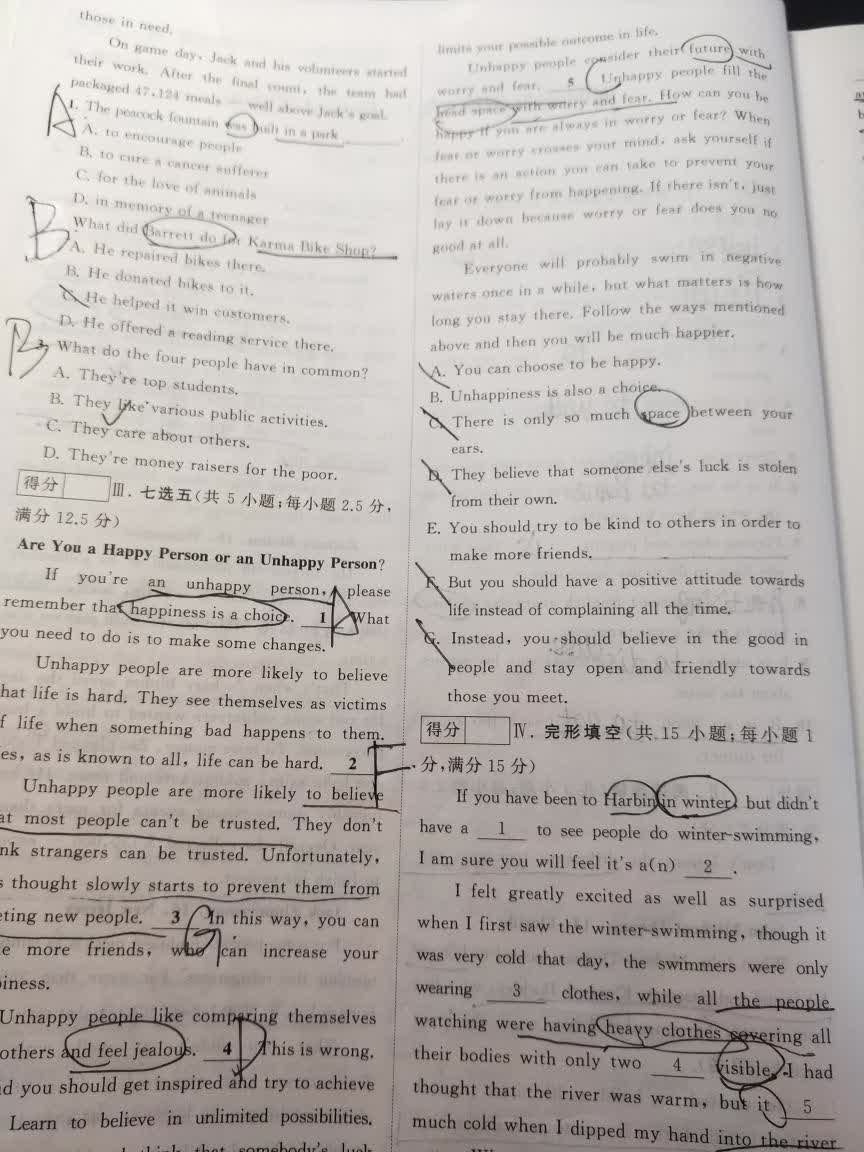 those in need.
On game day, Jack and his volunteers started
their work. After the final count, the team had
packaged 47,124 meals well above Jack's goal.
A
1. The peacock fountain was built in a park
A. to encourage people
B. to cure a cancer sufferer
C. for the love of animals
D. in memory of a teenager
B
What did Barrett do for Karma Bike Shop?
A. He repaired bikes there.
B. He donated bikes to it.
C. He helped it win customers.
D. He offered a reading service there.
B
3. What do the four people have in common?
A. They're top students.
B. They like various public activities.
C. They care about others.
D. They're money raisers for the poor.
得分
Ⅲ. 七选五(共 5 小题;每小题 2.5 分,
满分 12.5 分)
Are You a Happy Person or an Unhappy Person?
If you're an unhappy person, please
remember that happiness is a choice. 1 A What
you need to do is to make some changes.
Unhappy people are more likely to believe
hat life is hard. They see themselves as victims
f life when something bad happens to them.
es, as is known to all, life can be hard. 2 F
Unhappy people are more likely to believe
at most people can't be trusted. They don't
nk strangers can be trusted. Unfortunately,
s thought slowly starts to prevent them from
eting new people. 3 G In this way, you can
e more friends, who can increase your
iness.
Unhappy people like comparing themselves
others and feel jealous. 4 D This is wrong,
d you should get inspired and try to achieve
Learn to believe in unlimited possibilities.
think that somebody's luck
limits your possible outcome in life.
Unhappy people consider their future with
worry and fear. 5 C Unhappy people fill the
head space with worry and fear. How can you be
happy if you are always in worry or fear? When
fear or worry crosses your mind, ask yourself if
there is an action you can take to prevent your
fear or worry from happening. If there isn't, just
lay it down because worry or fear does you no
good at all.
Everyone will probably swim in negative
waters once in a while, but what matters is how
long you stay there. Follow the ways mentioned
above and then you will be much happier.
A. You can choose to be happy.
B. Unhappiness is also a choice.
C. There is only so much space between your
ears.
D. They believe that someone else's luck is stolen
from their own.
E. You should try to be kind to others in order to
make more friends.
F. But you should have a positive attitude towards
life instead of complaining all the time.
G. Instead, you should believe in the good in
people and stay open and friendly towards
those you meet.
得分
Ⅳ. 完形填空(共 15 小题;每小题 1
分,满分 15 分)
If you have been to Harbin in winter, but didn't
have a 1 to see people do winter-swimming,
I am sure you will feel it's a(n) 2 .
I felt greatly excited as well as surprised
when I first saw the winter-swimming, though it
was very cold that day, the swimmers were only
wearing 3 clothes, while all the people
watching were having heavy clothes covering all
their bodies with only two 4 visible. I had
thought that the river was warm, but it 5
much cold when I dipped my hand into the river